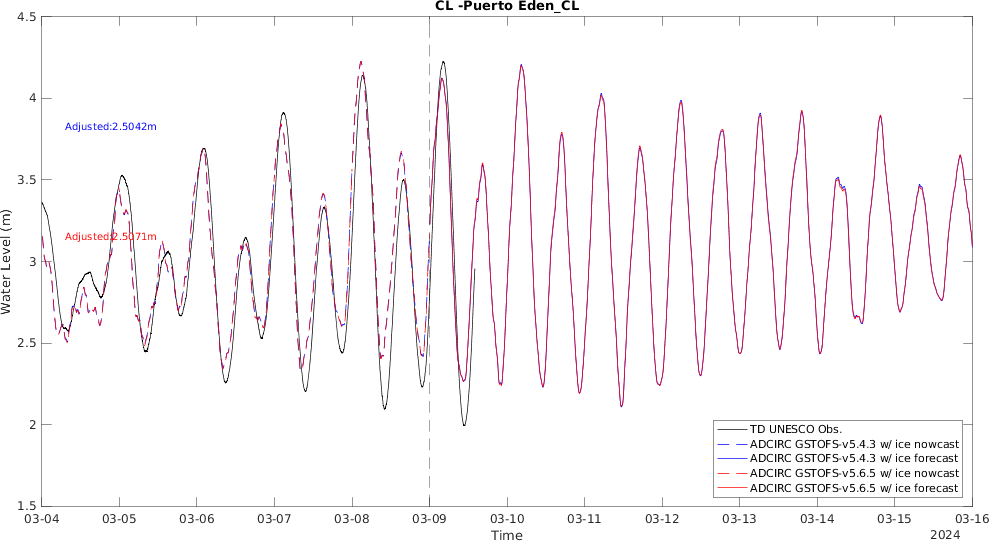 CL -Puerto Eden_CL
4.5
4
3.5
3
2.5
2
1.5
Water Level (m)
Adjusted:2.5042m
Adjusted:2.5071m
TD UNESCO Obs.
ADCIRC GSTOFS-v5.4.3 w/ ice nowcast
ADCIRC GSTOFS-v5.4.3 w/ ice forecast
ADCIRC GSTOFS-v5.6.5 w/ ice nowcast
ADCIRC GSTOFS-v5.6.5 w/ ice forecast
03-04 03-05 03-06 03-07 03-08 03-09 03-10 03-11 03-12 03-13 03-14 03-15 03-16
Time
2024